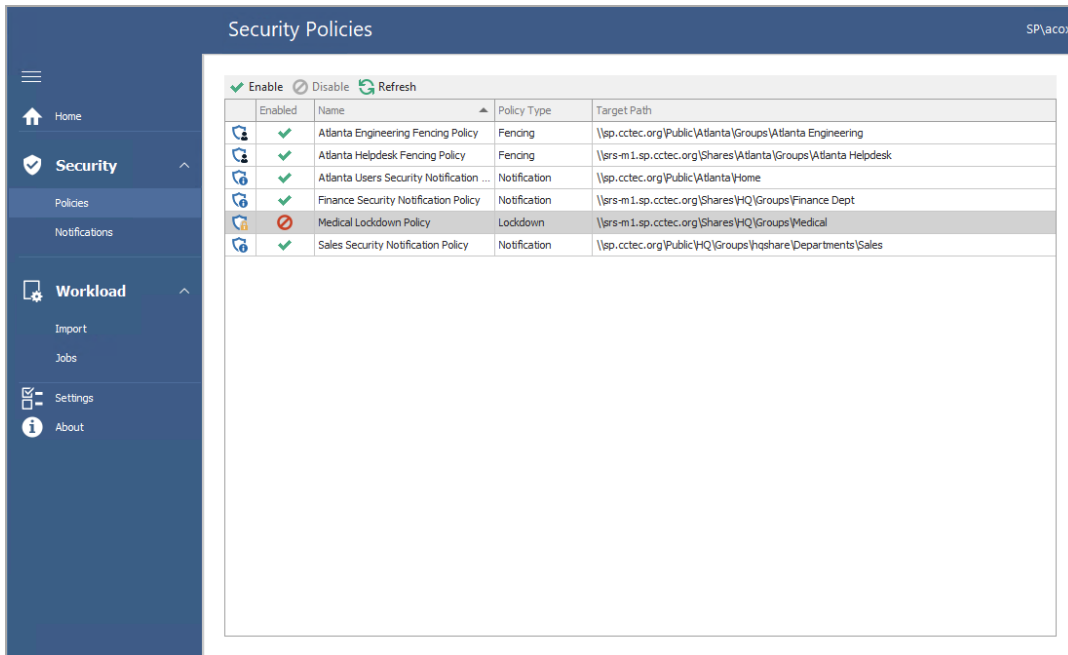 Security Policies
SP\acox
Home
Security
Policies
Notifications
Workload
Import
Jobs
Settings
About
Enable Disable Refresh
Enabled Name Policy Type Target Path
Atlanta Engineering Fencing Policy Fencing \\sp.cctec.org\Public\Atlanta\Groups\Atlanta Engineering
Atlanta Helpdesk Fencing Policy Fencing \\srs-m1.sp.cctec.org\Shares\Atlanta\Groups\Atlanta Helpdesk
Atlanta Users Security Notification ... Notification \\sp.cctec.org\Public\Atlanta\Home
Finance Security Notification Policy Notification \\srs-m1.sp.cctec.org\Shares\HQ\Groups\Finance Dept
Medical Lockdown Policy Lockdown \\srs-m1.sp.cctec.org\Shares\HQ\Groups\Medical
Sales Security Notification Policy Notification \\sp.cctec.org\Public\HQ\Groups\hqshare\Departments\Sales